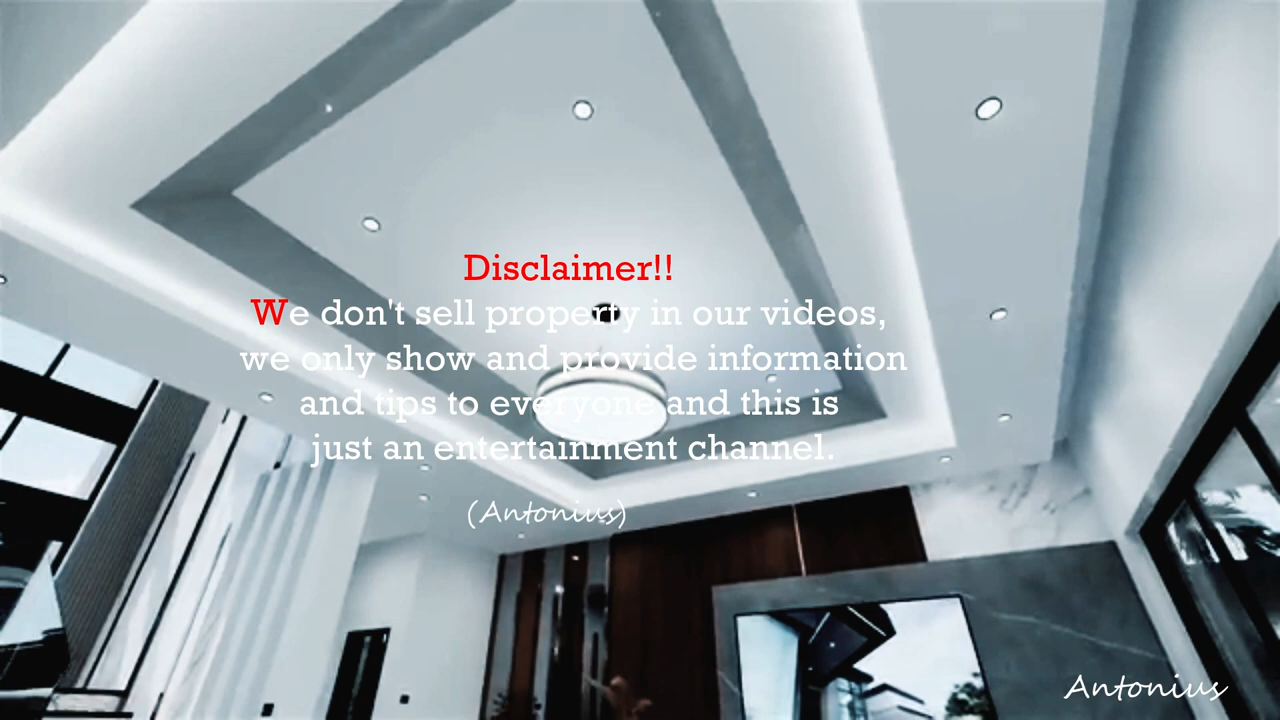 Disclaimer!!
We don't sell property in our videos,
we only show and provide information
and tips to everyone and this is
just an entertainment channel.
(Antonius)
Antonius